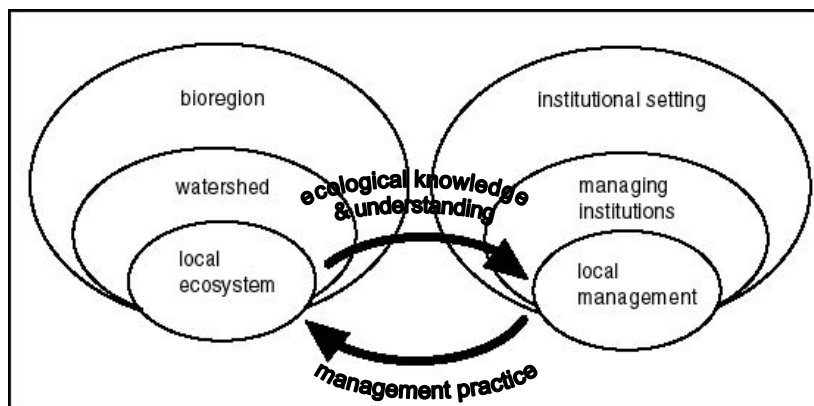 bioregion
watershed
local
ecosystem
ecological knowledge
& understanding
institutional setting
managing
institutions
local
management
management practice